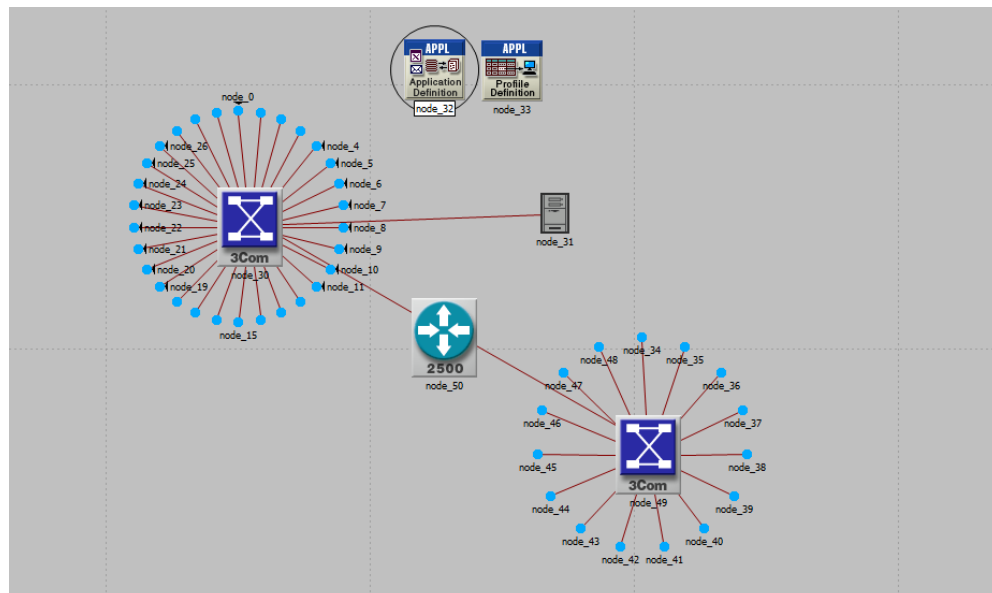 APPL
APPL
Application
Definition
Profile
Definition
node_32
node_33
node_0
node_26
node_4
node_25
node_5
node_24
node_6
node_23
node_7
node_22
node_8
node_31
node_21
node_9
3Com
node_20
node_30
node_10
node_19
node_11
node_15
2500
node_50
node_34
node_48
node_35
node_47
node_36
node_46
node_37
node_45
node_38
3Com
node_49
node_44
node_39
node_43
node_40
node_42
node_41